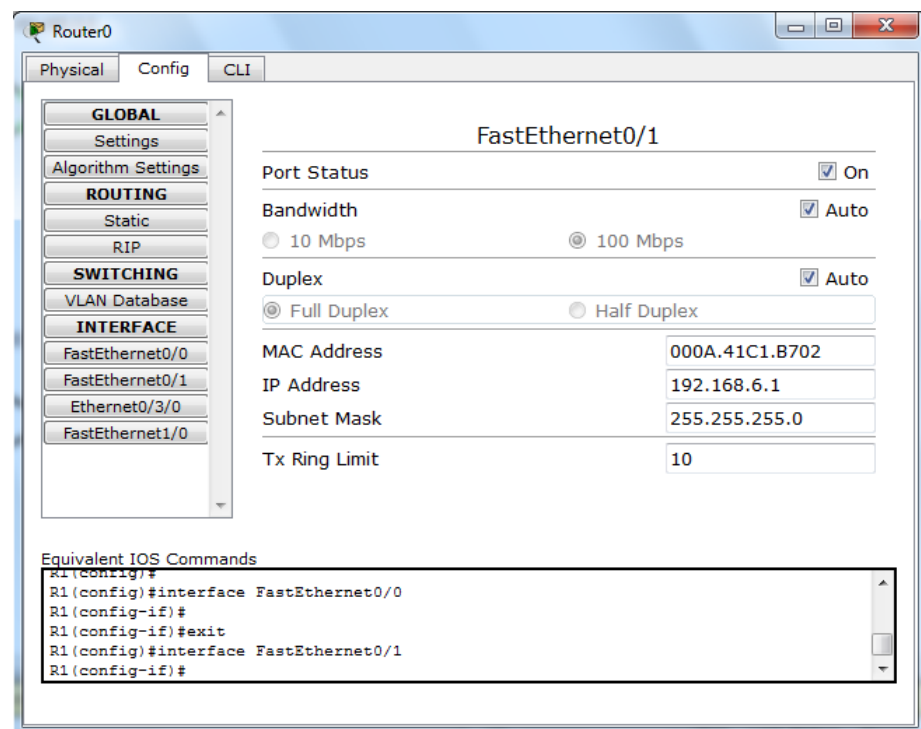 Router0
Physical Config CLI
GLOBAL
Settings
Algorithm Settings
ROUTING
Static
RIP
SWITCHING
VLAN Database
INTERFACE
FastEthernet0/0
FastEthernet0/1
Ethernet0/3/0
FastEthernet1/0
FastEthernet0/1
Port Status On
Bandwidth Auto
10 Mbps 100 Mbps
Duplex Auto
Full Duplex Half Duplex
MAC Address 000A.41C1.B702
IP Address 192.168.6.1
Subnet Mask 255.255.255.0
Tx Ring Limit 10
Equivalent IOS Commands
R1(config)#
R1(config)#interface FastEthernet0/0
R1(config-if)#
R1(config-if)#exit
R1(config)#interface FastEthernet0/1
R1(config-if)#